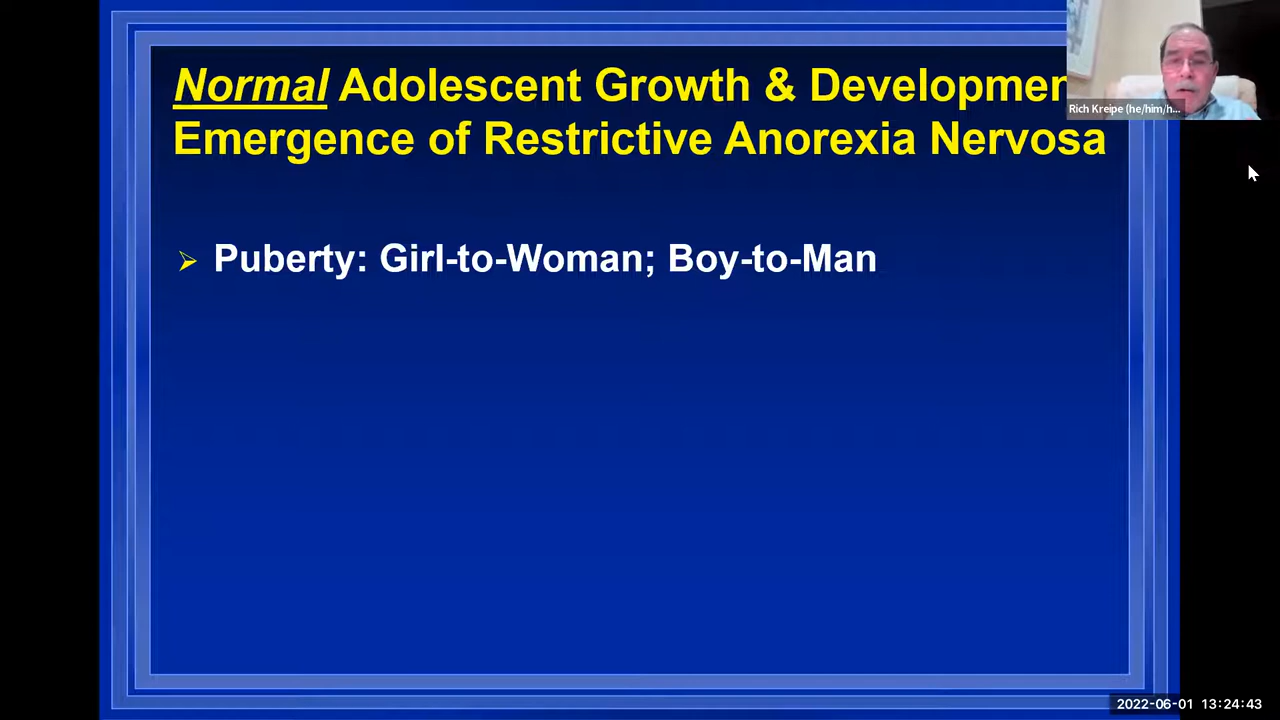 Normal Adolescent Growth & Developmen
Emergence of Restrictive Anorexia Nervosa
Rich Kreipe (he/him/h...
Puberty: Girl-to-Woman; Boy-to-Man
2022-06-01 13:24:43